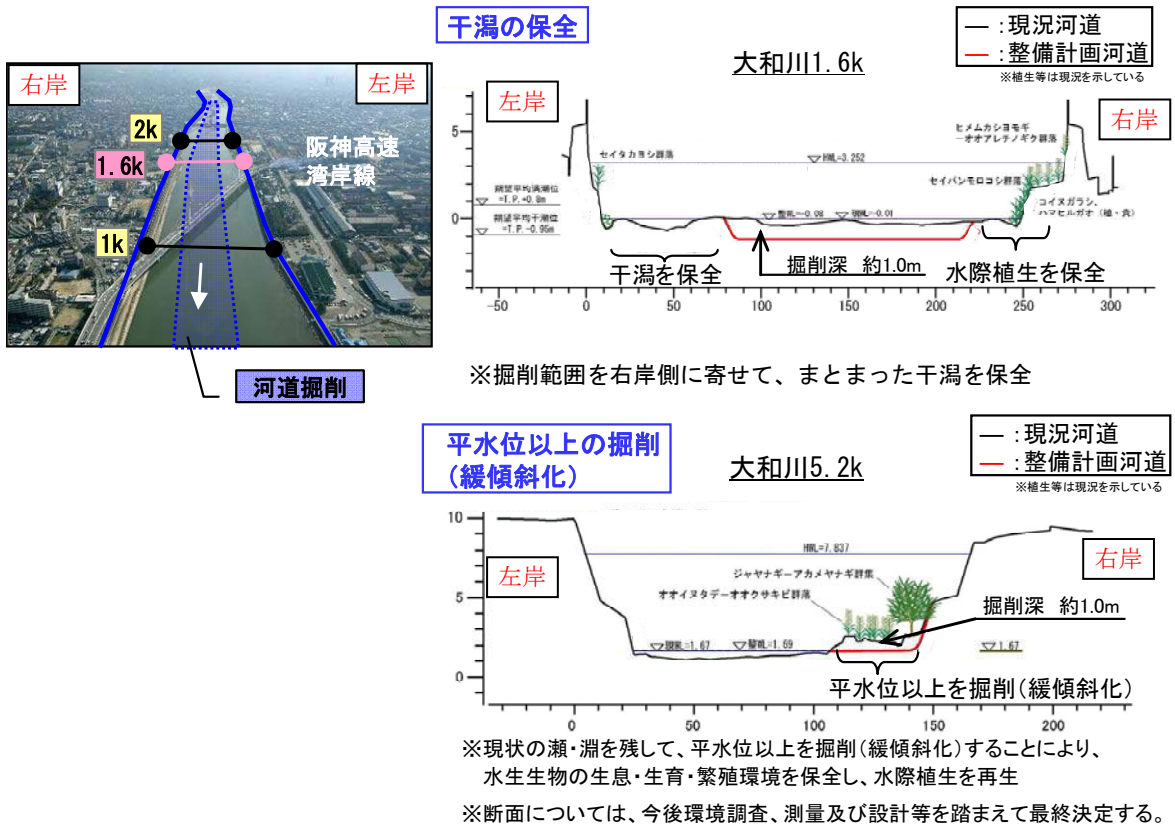 右岸
左岸
2k
1.6k
1k
阪神高速
湾岸線
河道掘削
干潟の保全
大和川1.6k
―：現況河道
―：整備計画河道
※植生等は現況を示している
左岸
右岸
ヒメムカシヨモギ
ーオオアレチノギク群落
セイタカヨシ群落
HWL=3.252
セイバンモロコシ群落
コイヌガラシ、
ハマヒルガオ（植・貴）
朔望平均満潮位
=T.P.+0.8m
朔望平均干潮位
=T.P.-0.95m
整WL=-0.08
現WL=-0.01
5
0
干潟を保全
掘削深 約1.0m
水際植生を保全
-50 0 50 100 150 200 250 300
※掘削範囲を右岸側に寄せて、まとまった干潟を保全
平水位以上の掘削
(緩傾斜化)
大和川5.2k
―：現況河道
―：整備計画河道
※植生等は現況を示している
10
5
0
左岸
右岸
HWL=7.837
ジャヤナギーアカメヤナギ群集
オオイヌタデーオオクサキビ群落
掘削深 約1.0m
現WL=1.67
整WL=1.69
1.67
平水位以上を掘削(緩傾斜化)
0 50 100 150 200
※現状の瀬・淵を残して、平水位以上を掘削(緩傾斜化)することにより、
水生生物の生息・生育・繁殖環境を保全し、水際植生を再生
※断面については、今後環境調査、測量及び設計等を踏まえて最終決定する。